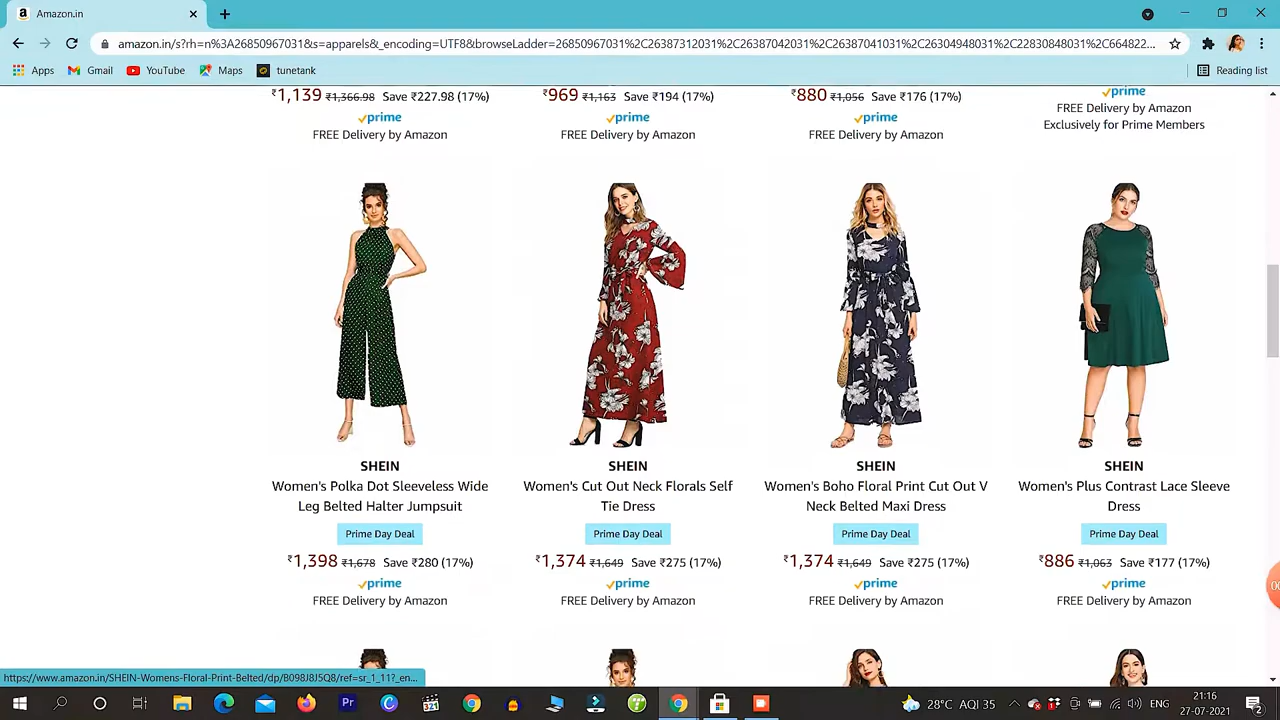 Amazon.in
amazon.in/s?rh=n%3A26850967031&s=apparels&_encoding=UTF8&browseLadder=26850967031%2C26387312031%2C26387042031%2C26387041031%2C26304948031%2C22830848031%2C664822...
Apps Gmail YouTube Maps tunetank Reading list
₹1,139 ₹1,366.98 Save ₹227.98 (17%)
prime
FREE Delivery by Amazon
₹969 ₹1,163 Save ₹194 (17%)
prime
FREE Delivery by Amazon
₹880 ₹1,056 Save ₹176 (17%)
prime
FREE Delivery by Amazon
prime
FREE Delivery by Amazon
Exclusively for Prime Members
SHEIN
Women's Polka Dot Sleeveless Wide
Leg Belted Halter Jumpsuit
Prime Day Deal
₹1,398 ₹1,678 Save ₹280 (17%)
prime
FREE Delivery by Amazon
SHEIN
Women's Cut Out Neck Florals Self
Tie Dress
Prime Day Deal
₹1,374 ₹1,649 Save ₹275 (17%)
prime
FREE Delivery by Amazon
SHEIN
Women's Boho Floral Print Cut Out V
Neck Belted Maxi Dress
Prime Day Deal
₹1,374 ₹1,649 Save ₹275 (17%)
prime
FREE Delivery by Amazon
SHEIN
Women's Plus Contrast Lace Sleeve
Dress
Prime Day Deal
₹886 ₹1,063 Save ₹177 (17%)
prime
FREE Delivery by Amazon
https://www.amazon.in/SHEIN-Womens-Floral-Print-Belted/dp/B098J8J5Q8/ref=sr_1_11?_en...
28°C AQI 35
ENG
21:16
27-07-2021